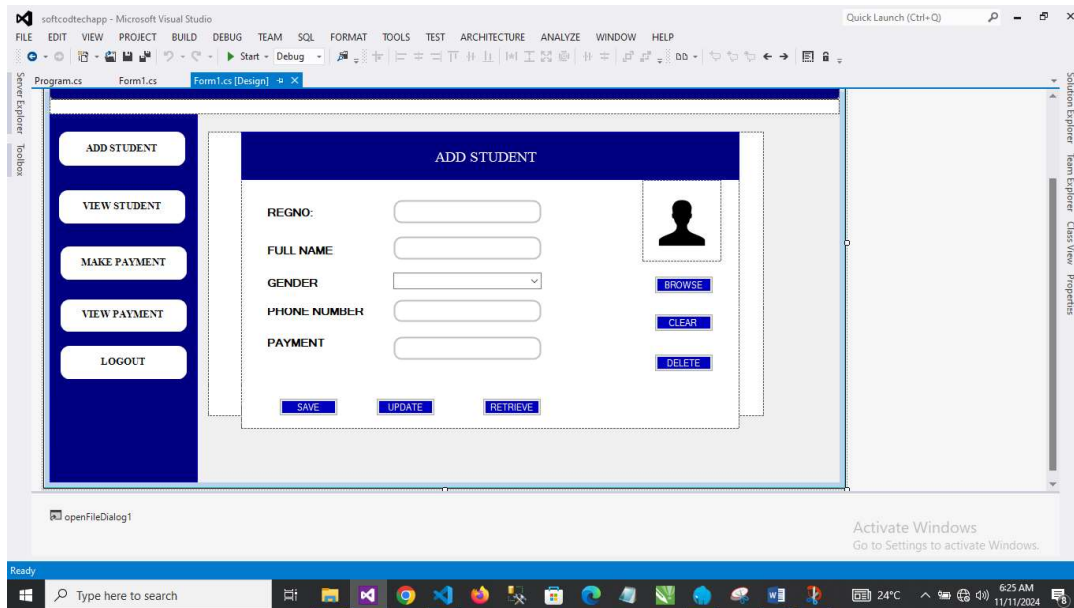 softcodtechapp - Microsoft Visual Studio
Quick Launch (Ctrl+Q)
FILE EDIT VIEW PROJECT BUILD DEBUG TEAM SQL FORMAT TOOLS TEST ARCHITECTURE ANALYZE WINDOW HELP
Start - Debug
Program.cs Form1.cs Form1.cs [Design]
Server Explorer
Toolbox
Solution Explorer
Team Explorer
Class View
Properties
ADD STUDENT
VIEW STUDENT
MAKE PAYMENT
VIEW PAYMENT
LOGOUT
ADD STUDENT
REGNO:
FULL NAME
GENDER
PHONE NUMBER
PAYMENT
BROWSE
CLEAR
DELETE
SAVE UPDATE RETRIEVE
openFileDialog1
Activate Windows
Go to Settings to activate Windows.
Ready
Type here to search
24°C
6:25 AM
11/11/2024
8